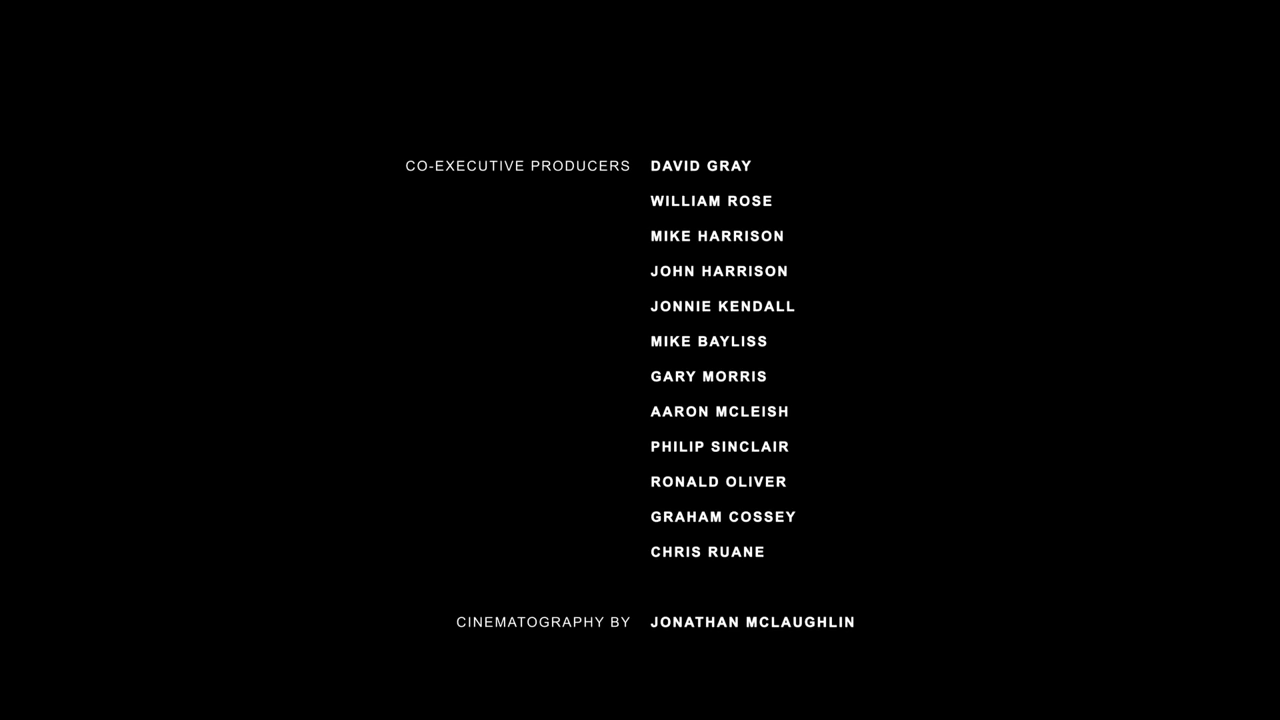 CO-EXECUTIVE PRODUCERS DAVID GRAY
WILLIAM ROSE
MIKE HARRISON
JOHN HARRISON
JONNIE KENDALL
MIKE BAYLISS
GARY MORRIS
AARON MCLEISH
PHILIP SINCLAIR
RONALD OLIVER
GRAHAM COSSEY
CHRIS RUANE
CINEMATOGRAPHY BY JONATHAN MCLAUGHLIN